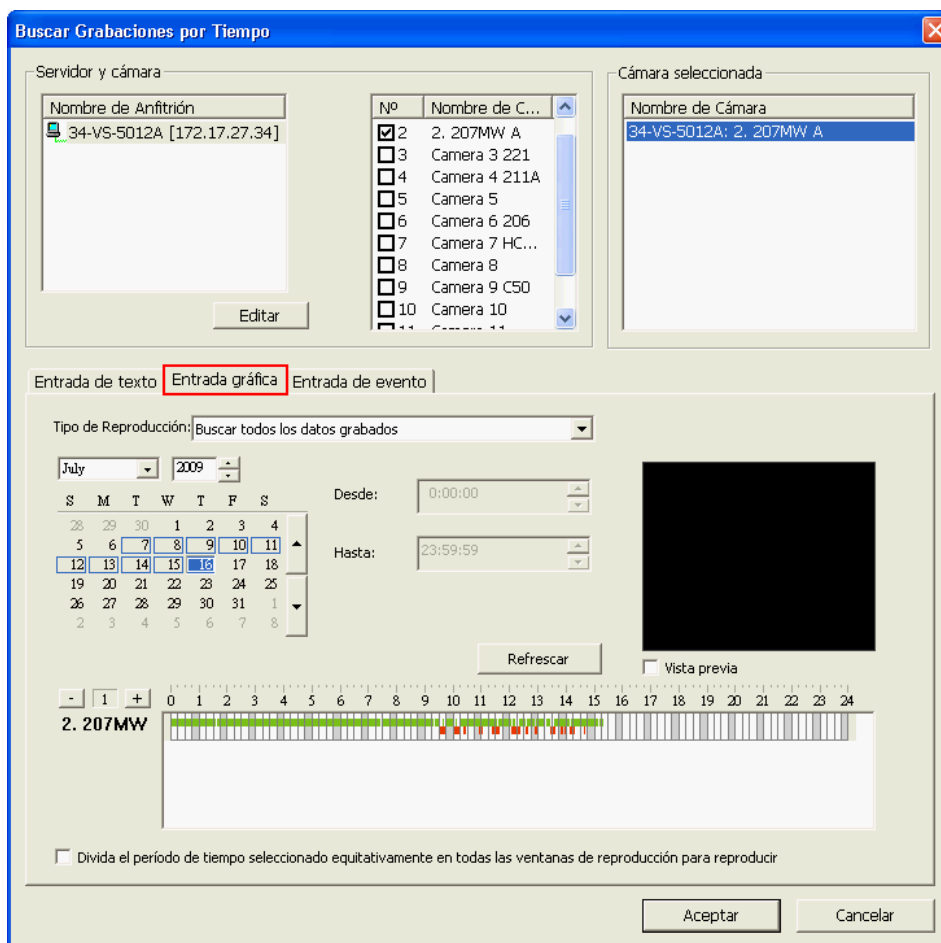 Buscar Grabaciones por Tiempo
Servidor y cámara
Nombre de Anfitrión
34-VS-5012A [172.17.27.34]
Editar
Nº Nombre de C...
2 2. 207MW A
3 Camera 3 221
4 Camera 4 211A
5 Camera 5
6 Camera 6 206
7 Camera 7 HC...
8 Camera 8
9 Camera 9 C50
10 Camera 10
11 Camera 11
Cámara seleccionada
Nombre de Cámara
34-VS-5012A: 2. 207MW A
Entrada de texto Entrada gráfica Entrada de evento
Tipo de Reproducción: Buscar todos los datos grabados
July 2009
S M T W T F S
28 29 30 1 2 3 4
5 6 7 8 9 10 11
12 13 14 15 16 17 18
19 20 21 22 23 24 25
26 27 28 29 30 31 1
2 3 4 5 6 7 8
Desde: 0:00:00
Hasta: 23:59:59
Refrescar
Vista previa
- 1 + 0 1 2 3 4 5 6 7 8 9 10 11 12 13 14 15 16 17 18 19 20 21 22 23 24
2. 207MW
Divida el período de tiempo seleccionado equitativamente en todas las ventanas de reproducción para reproducir
Aceptar Cancelar